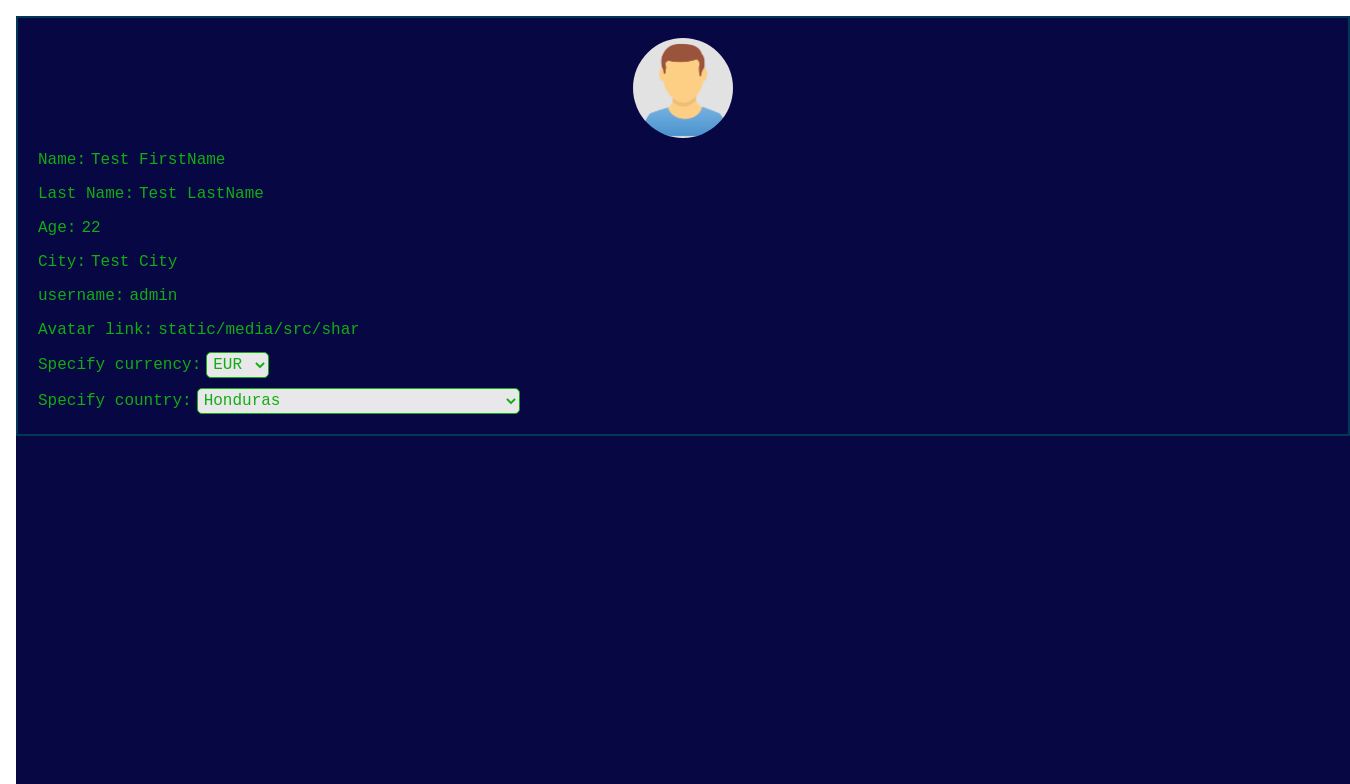 Name: Test FirstName
Last Name: Test LastName
Age: 22
City: Test City
username: admin
Avatar link: static/media/src/shar
Specify currency: EUR
Specify country: Honduras